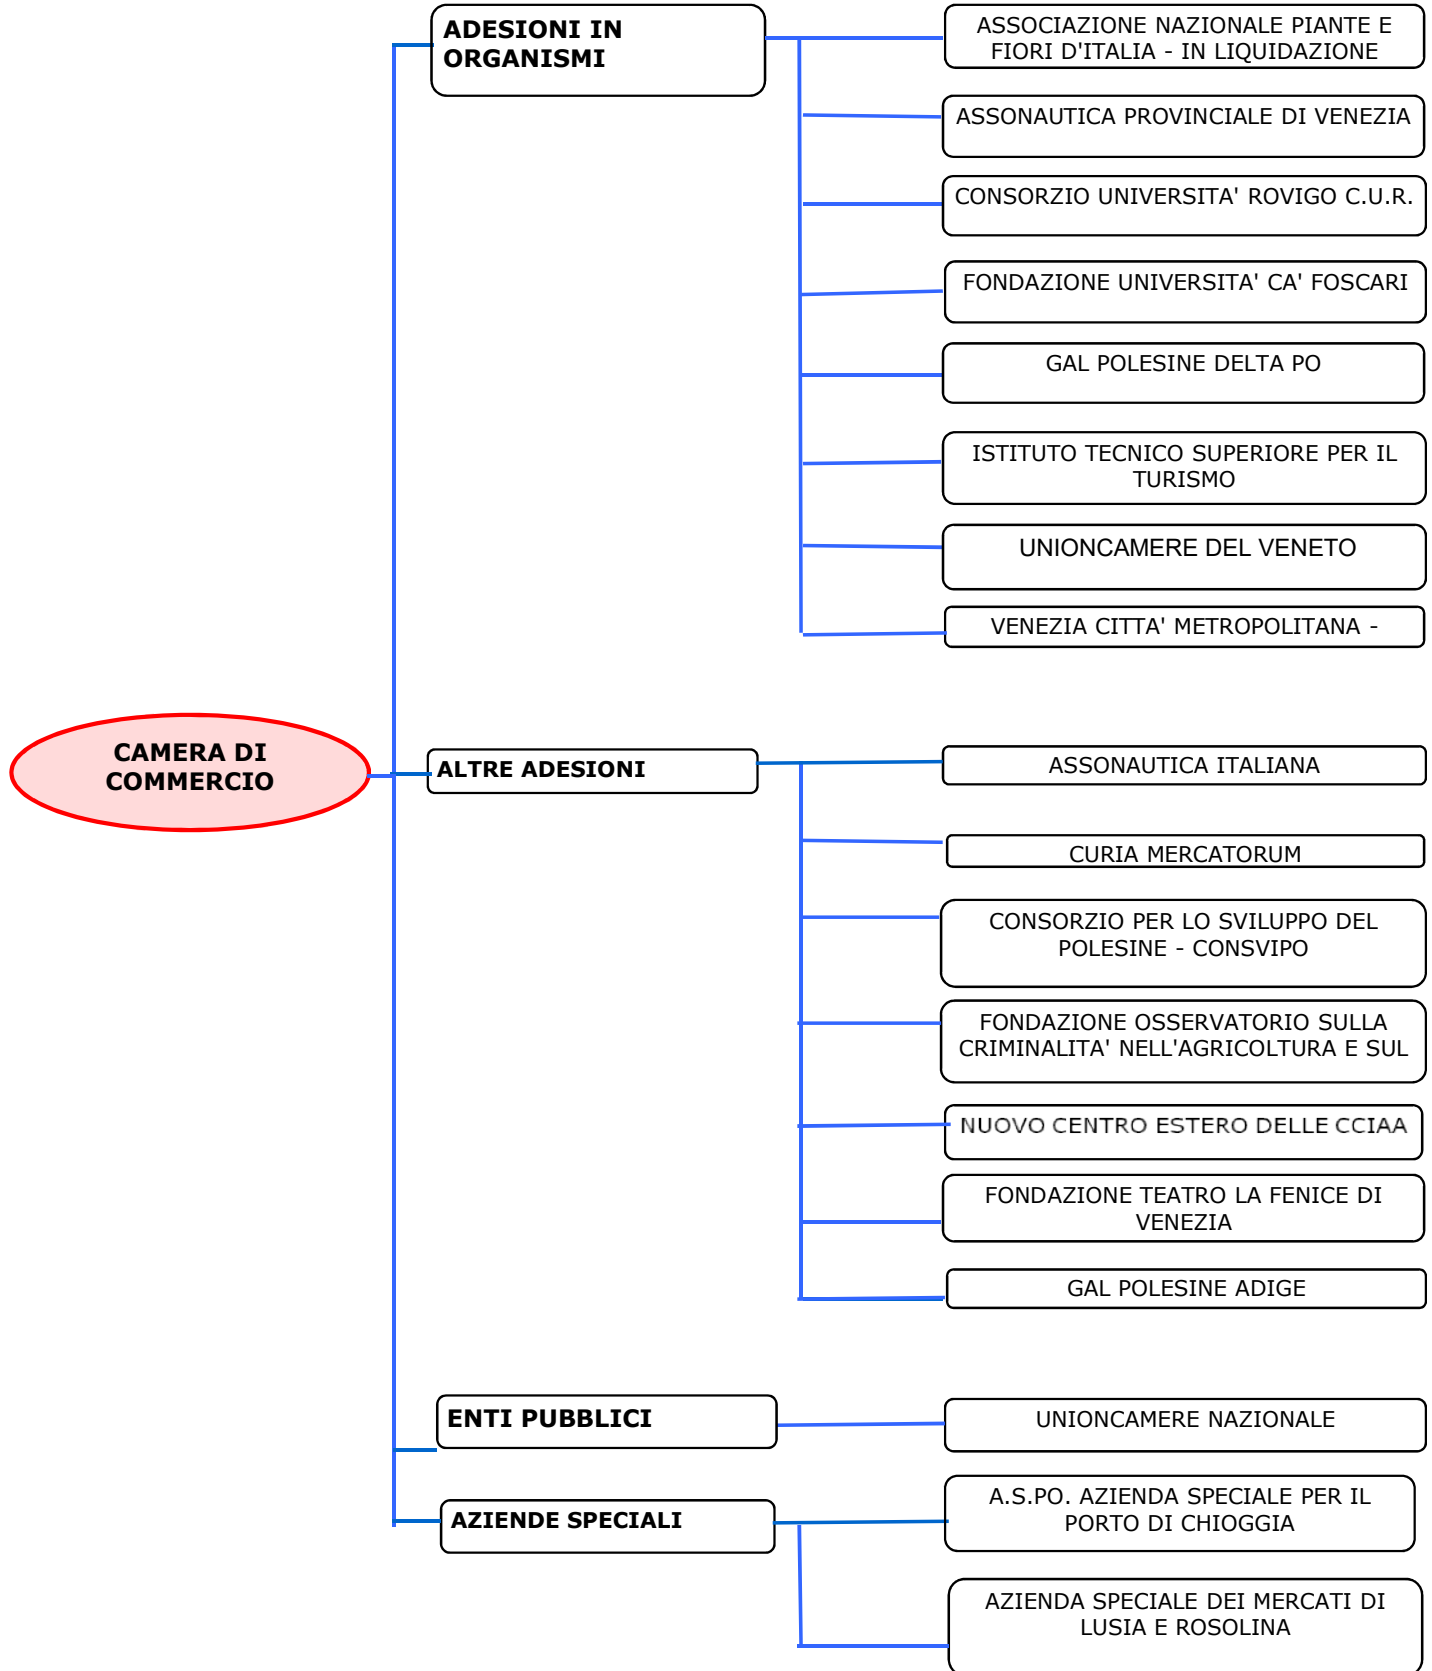 ADESIONI IN
ORGANISMI
ASSOCIAZIONE NAZIONALE PIANTE E
FIORI D'ITALIA - IN LIQUIDAZIONE
ASSONAUTICA PROVINCIALE DI VENEZIA
CONSORZIO UNIVERSITA' ROVIGO C.U.R.
FONDAZIONE UNIVERSITA' CA' FOSCARI
GAL POLESINE DELTA PO
ISTITUTO TECNICO SUPERIORE PER IL
TURISMO
UNIONCAMERE DEL VENETO
VENEZIA CITTA' METROPOLITANA -
CAMERA DI
COMMERCIO
ALTRE ADESIONI
ASSONAUTICA ITALIANA
CURIA MERCATORUM
CONSORZIO PER LO SVILUPPO DEL
POLESINE - CONSVIPO
FONDAZIONE OSSERVATORIO SULLA
CRIMINALITA' NELL'AGRICOLTURA E SUL
NUOVO CENTRO ESTERO DELLE CCIAA
FONDAZIONE TEATRO LA FENICE DI
VENEZIA
GAL POLESINE ADIGE
ENTI PUBBLICI
UNIONCAMERE NAZIONALE
AZIENDE SPECIALI
A.S.PO. AZIENDA SPECIALE PER IL
PORTO DI CHIOGGIA
AZIENDA SPECIALE DEI MERCATI DI
LUSIA E ROSOLINA